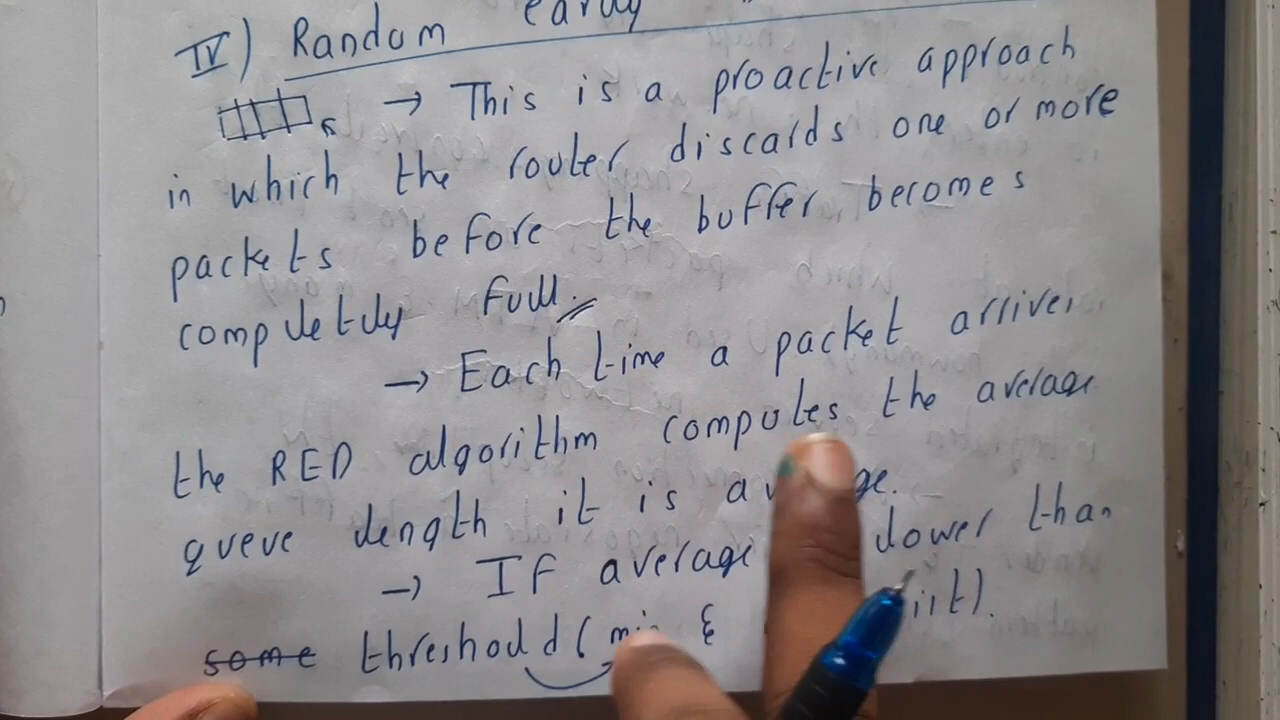 IV) Random early
→ This is a proactive approach
in which the router discards one or more
packets before the buffer becomes
completely full.
→ Each time a packet arrives
the RED algorithm computes the average
queue length it is
→ If average lower than
some threshold (min &